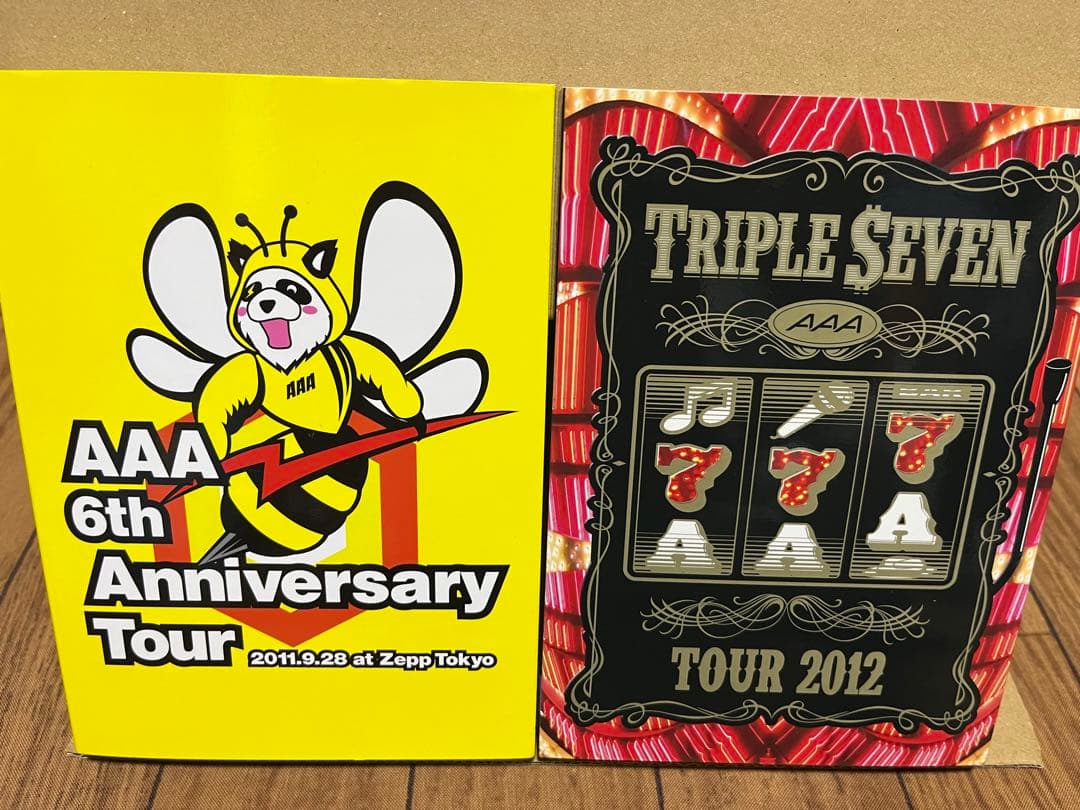 AAA
AAA
6th
Anniversary
Tour
2011.9.28 at Zepp Tokyo
TRIPLE $EVEN
AAA
7 7 7
A A A
TOUR 2012